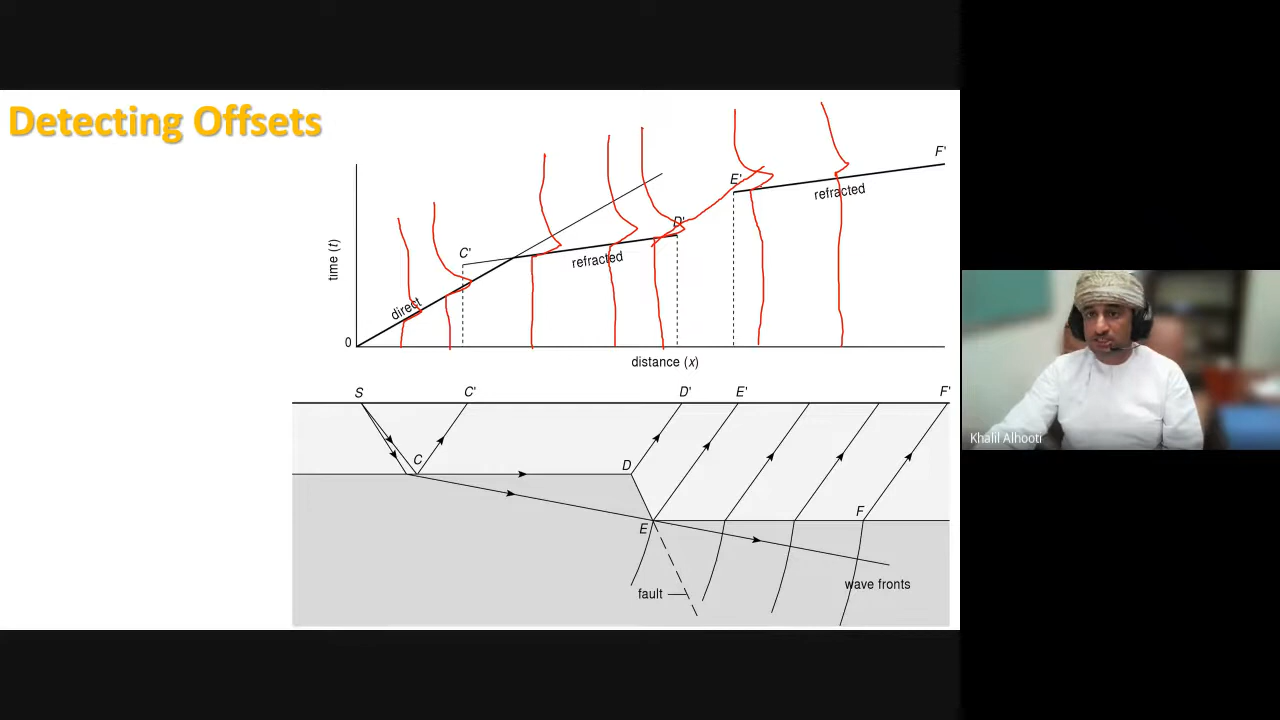 Detecting Offsets
F'
E'
refracted
D'
C'
refracted
time (t)
direct
0
distance (x)
S
C'
D'
E'
F'
C
D
E
F
fault
wave fronts
Khalil Alhooti